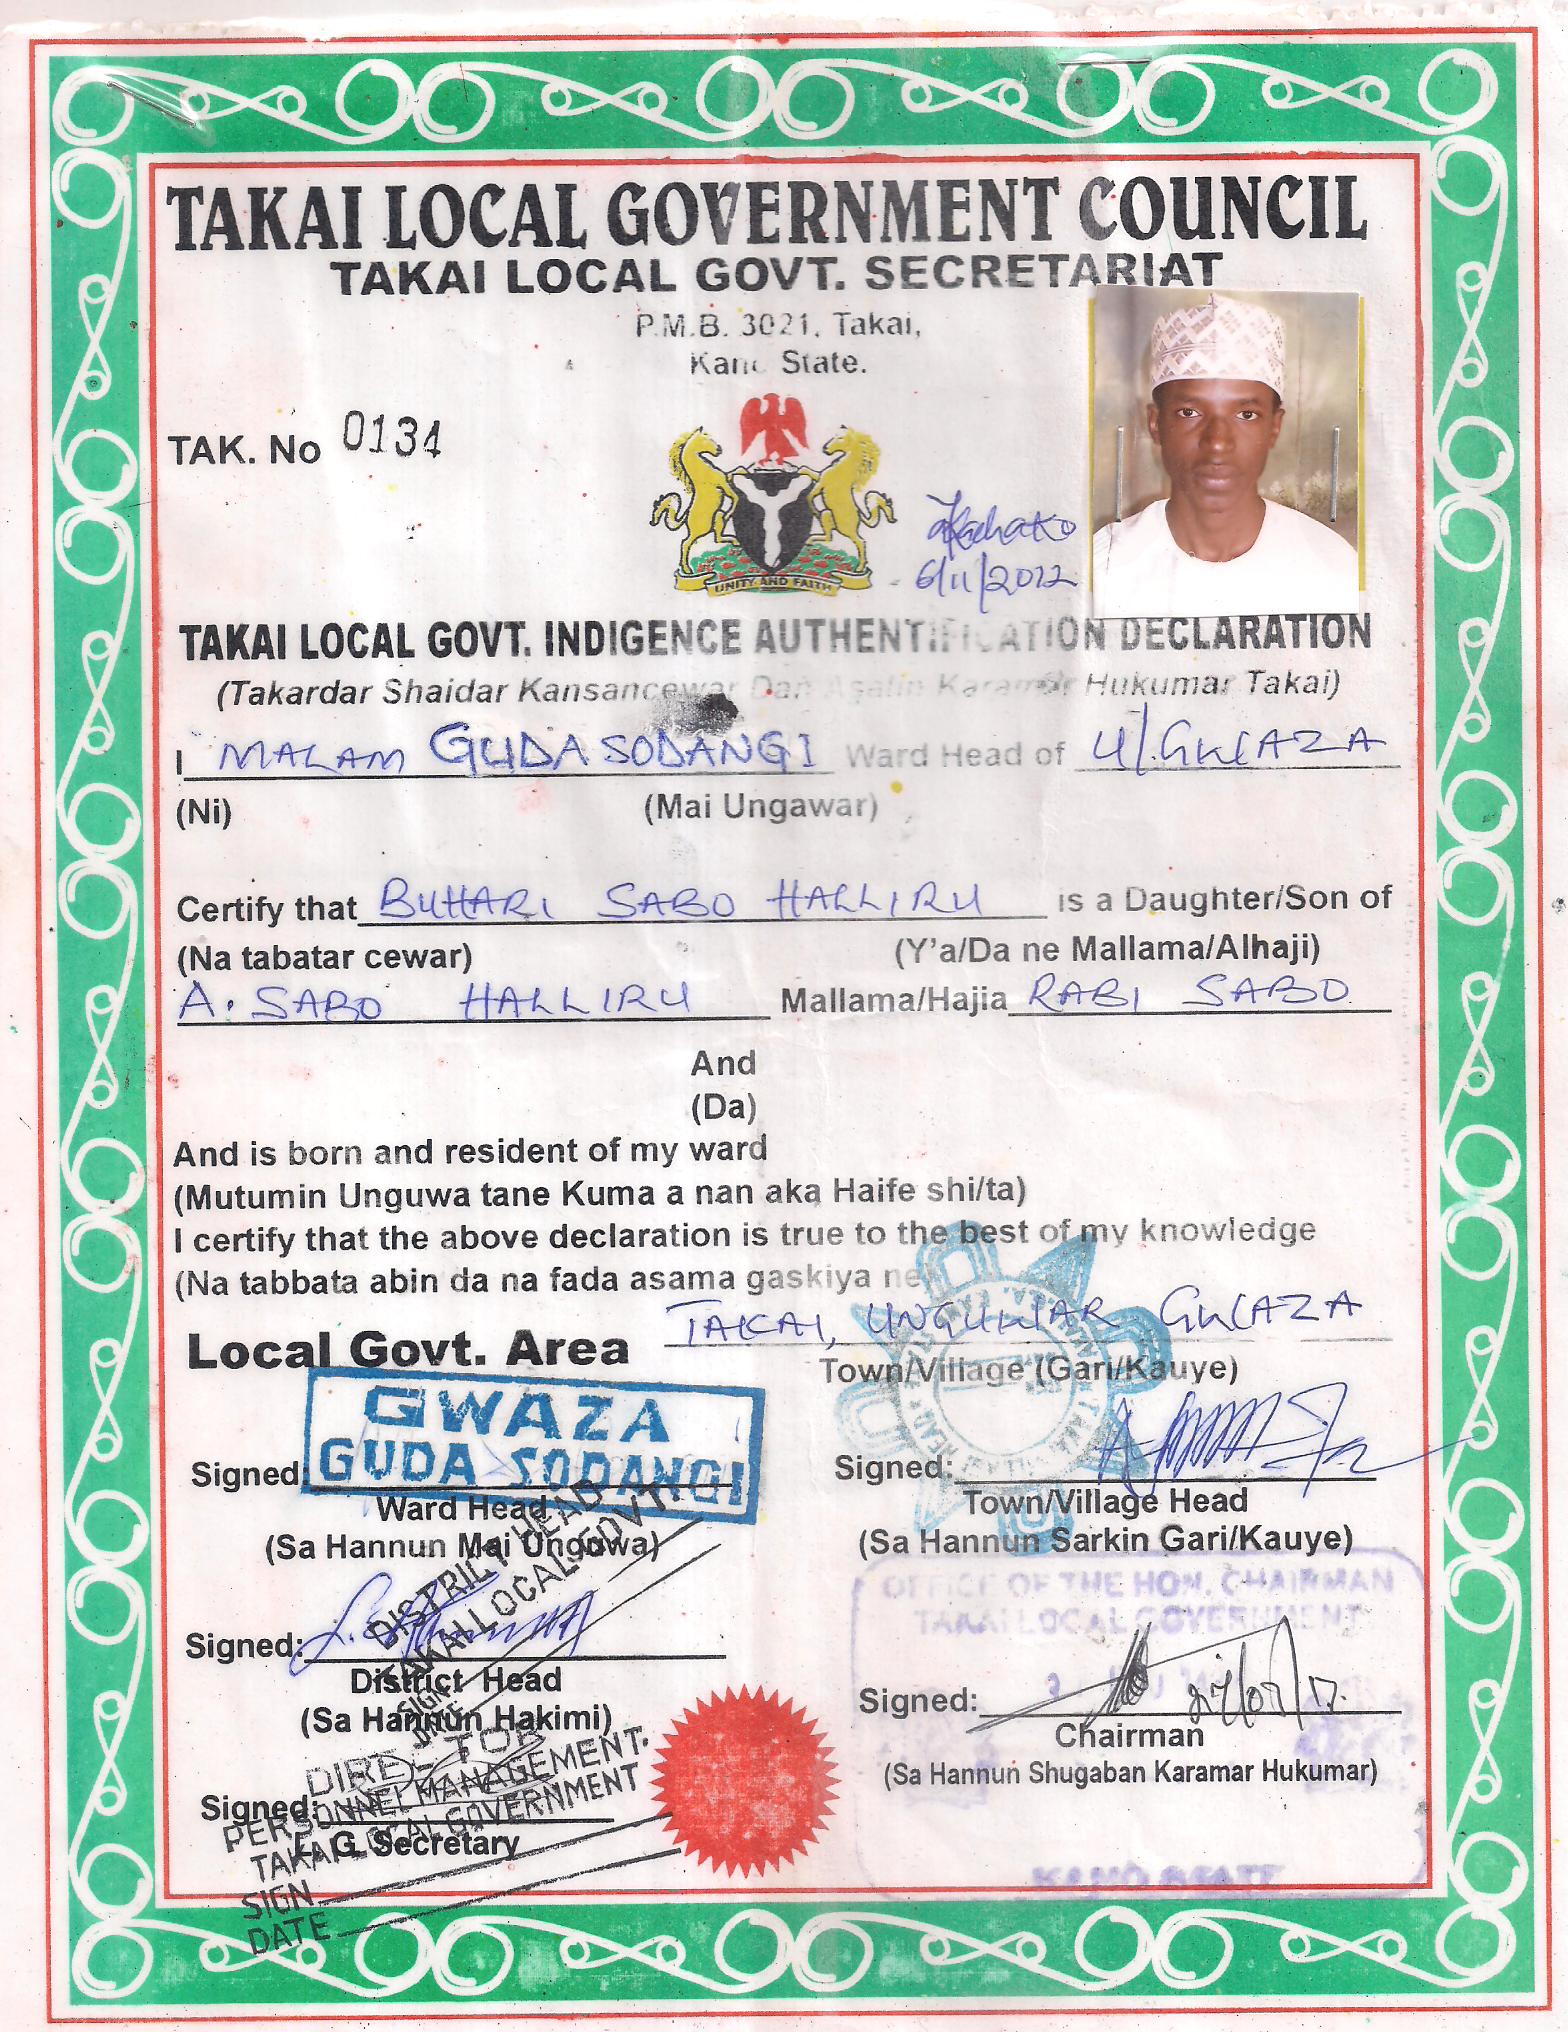 TAKAI LOCAL GOVERNMENT COUNCIL
TAKAI LOCAL GOVT. SECRETARIAT
P.M.B. 3021, Takai,
Kano State.
TAK. No 0134
UNITY AND FAITH
6/11/2012
TAKAI LOCAL GOVT. INDIGENCE AUTHENTIFICATION DECLARATION
(Takardar Shaidar Kansancewar Dan Asalin Karamar Hukumar Takai)
I MALAM GUDA SODANGI Ward Head of U/GWAZA
(Ni) (Mai Ungawar)
Certify that BUHARI SABO HALLIRU is a Daughter/Son of
(Na tabatar cewar) (Y'a/Da ne Mallama/Alhaji)
A. SABO HALLIRU Mallama/Hajia RABI SABO
And
(Da)
And is born and resident of my ward
(Mutumin Unguwa tane Kuma a nan aka Haife shi/ta)
I certify that the above declaration is true to the best of my knowledge
(Na tabbata abin da na fada asama gaskiya ne)
TAKAI, UNGUWAR GWAZA
Local Govt. Area Town/Village (Gari/Kauye)
GWAZA
GUDA SODANGI
Signed: Signed:
Ward Head Town/Village Head
(Sa Hannun Mai Unguwa) (Sa Hannun Sarkin Gari/Kauye)
DISTRICT HEAD
TAKAI LOCAL GOVT.
SIGN
DATE
OFFICE OF THE HON. CHAIRMAN
TAKAI LOCAL GOVERNMENT
Signed: Signed:
District Head Chairman
(Sa Hannun Hakimi) (Sa Hannun Shugaban Karamar Hukumar)
DIRECTOR
PERSONNEL MANAGEMENT
TAKAI LOCAL GOVERNMENT
SIGN
DATE
Signed:
L. G. Secretary
KANO STATE